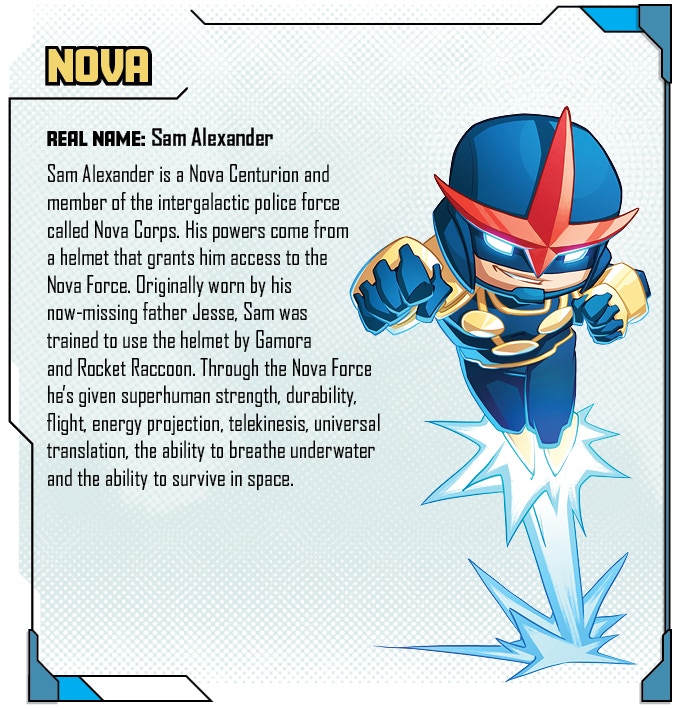 NOVA
REAL NAME: Sam Alexander
Sam Alexander is a Nova Centurion and
member of the intergalactic police force
called Nova Corps. His powers come from
a helmet that grants him access to the
Nova Force. Originally worn by his
now-missing father Jesse, Sam was
trained to use the helmet by Gamora
and Rocket Raccoon. Through the Nova Force
he's given superhuman strength, durability,
flight, energy projection, telekinesis, universal
translation, the ability to breathe underwater
and the ability to survive in space.